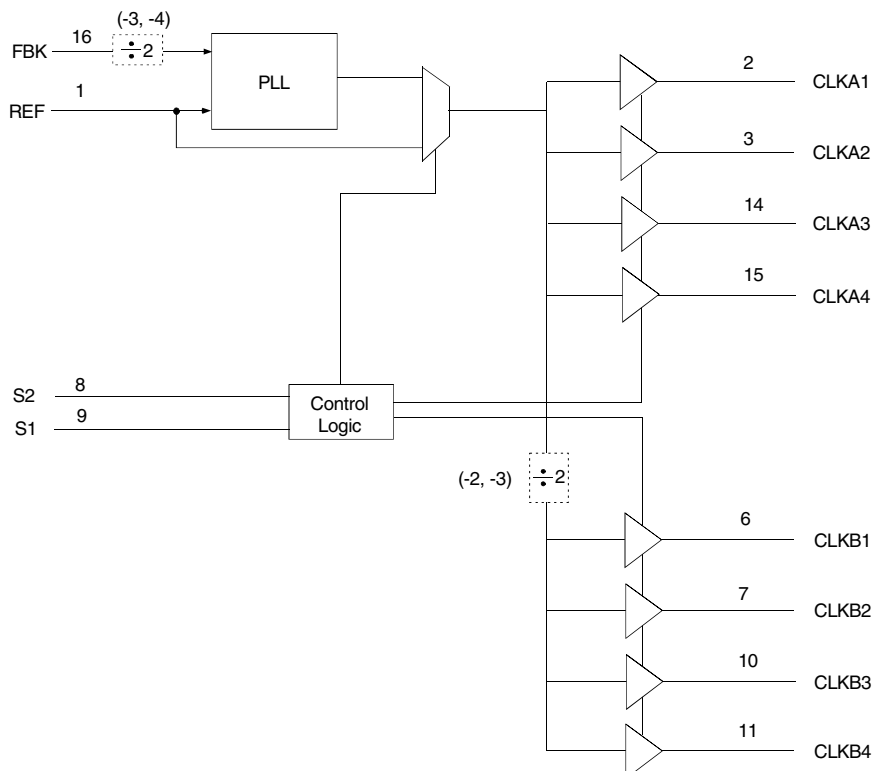 (-3, -4)
FBK 16 ÷2
PLL
REF 1
2 CLKA1
3 CLKA2
14 CLKA3
15 CLKA4
S2 8
S1 9
Control
Logic
(-2, -3) ÷2
6 CLKB1
7 CLKB2
10 CLKB3
11 CLKB4